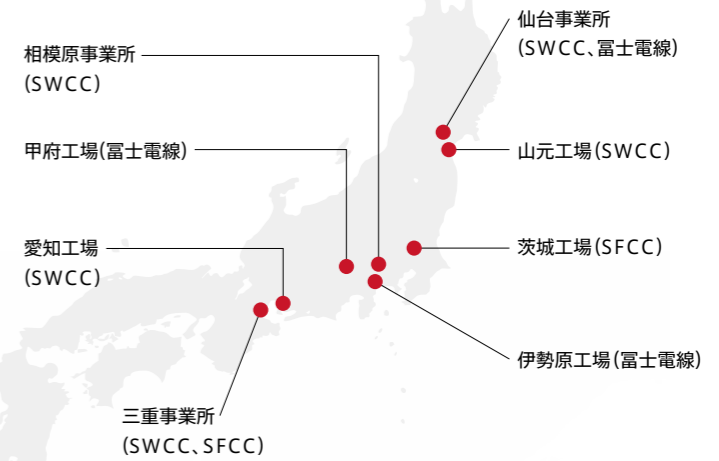 相模原事業所
(SWCC)
甲府工場(冨士電線)
愛知工場
(SWCC)
三重事業所
(SWCC、SFCC)
仙台事業所
(SWCC、冨士電線)
山元工場(SWCC)
茨城工場(SFCC)
伊勢原工場(冨士電線)